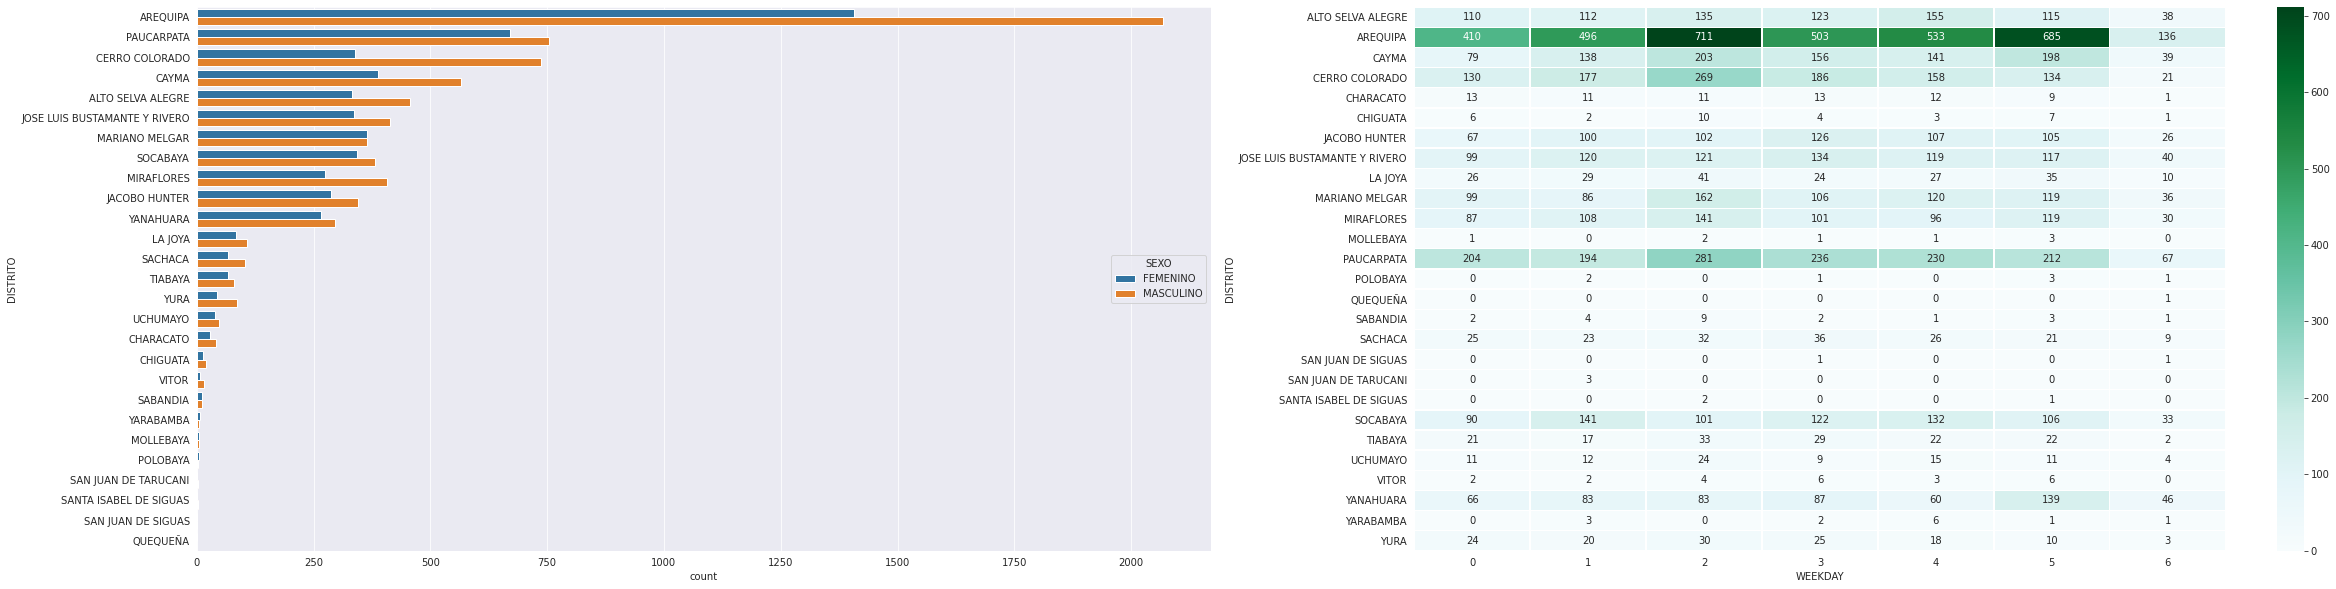 AREQUIPA
PAUCARPATA
CERRO COLORADO
CAYMA
ALTO SELVA ALEGRE
JOSE LUIS BUSTAMANTE Y RIVERO
MARIANO MELGAR
SOCABAYA
MIRAFLORES
JACOBO HUNTER
YANAHUARA
LA JOYA
SACHACA
TIABAYA
YURA
UCHUMAYO
CHARACATO
CHIGUATA
VITOR
SABANDIA
YARABAMBA
MOLLEBAYA
POLOBAYA
SAN JUAN DE TARUCANI
SANTA ISABEL DE SIGUAS
SAN JUAN DE SIGUAS
QUEQUEÑA
DISTRITO
0 250 500 750 1000 1250 1500 1750 2000
count
SEXO
FEMENINO
MASCULINO
DISTRITO
ALTO SELVA ALEGRE 110 112 135 123 155 115 38
AREQUIPA 410 496 711 503 533 685 136
CAYMA 79 138 203 156 141 198 39
CERRO COLORADO 130 177 269 186 158 134 21
CHARACATO 13 11 11 13 12 9 1
CHIGUATA 6 2 10 4 3 7 1
JACOBO HUNTER 67 100 102 126 107 105 26
JOSE LUIS BUSTAMANTE Y RIVERO 99 120 121 134 119 117 40
LA JOYA 26 29 41 24 27 35 10
MARIANO MELGAR 99 86 162 106 120 119 36
MIRAFLORES 87 108 141 101 96 119 30
MOLLEBAYA 1 0 2 1 1 3 0
PAUCARPATA 204 194 281 236 230 212 67
POLOBAYA 0 2 0 1 0 3 1
QUEQUEÑA 0 0 0 0 0 0 1
SABANDIA 2 4 9 2 1 3 1
SACHACA 25 23 32 36 26 21 9
SAN JUAN DE SIGUAS 0 0 0 1 0 0 1
SAN JUAN DE TARUCANI 0 3 0 0 0 0 0
SANTA ISABEL DE SIGUAS 0 0 2 0 0 1 0
SOCABAYA 90 141 101 122 132 106 33
TIABAYA 21 17 33 29 22 22 2
UCHUMAYO 11 12 24 9 15 11 4
VITOR 2 2 4 6 3 6 0
YANAHUARA 66 83 83 87 60 139 46
YARABAMBA 0 3 0 2 6 1 1
YURA 24 20 30 25 18 10 3
0 1 2 3 4 5 6
WEEKDAY
700
600
500
400
300
200
100
0